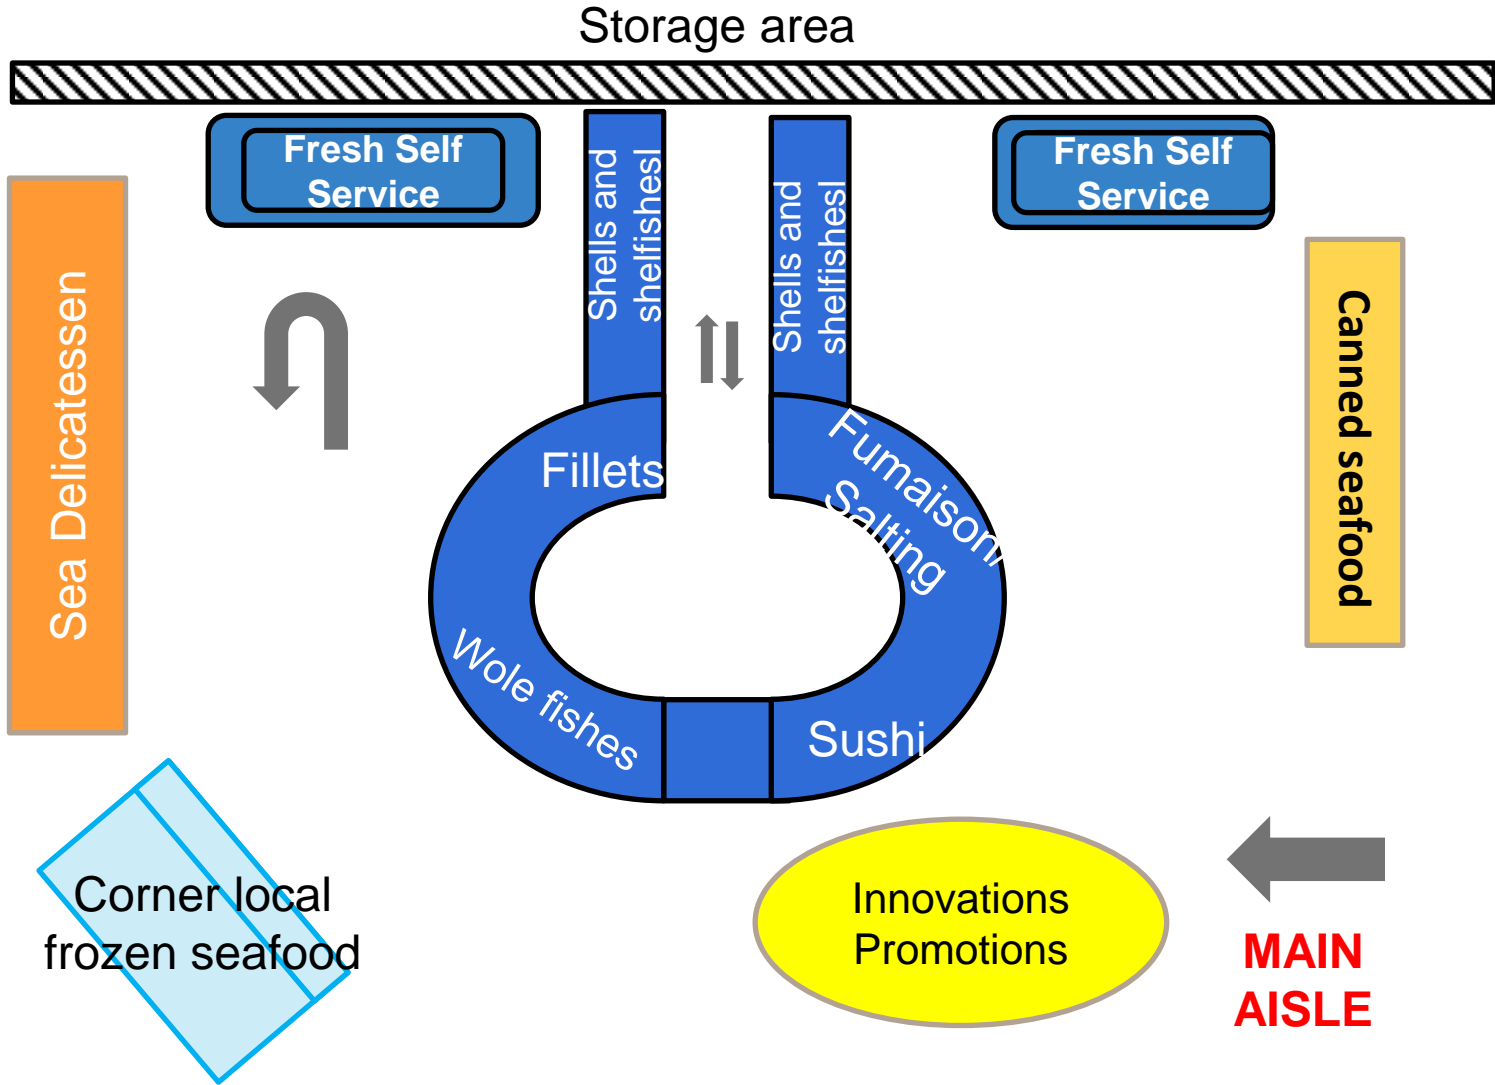 Storage area
Fresh Self
Service
Shells and
shelfishesl
Shells and
shelfishesl
Fresh Self
Service
Sea Delicatessen
Canned seafood
Fillets
Fumaison/
Salting
Wole fishes
Sushi
Corner local
frozen seafood
Innovations
Promotions
MAIN
AISLE